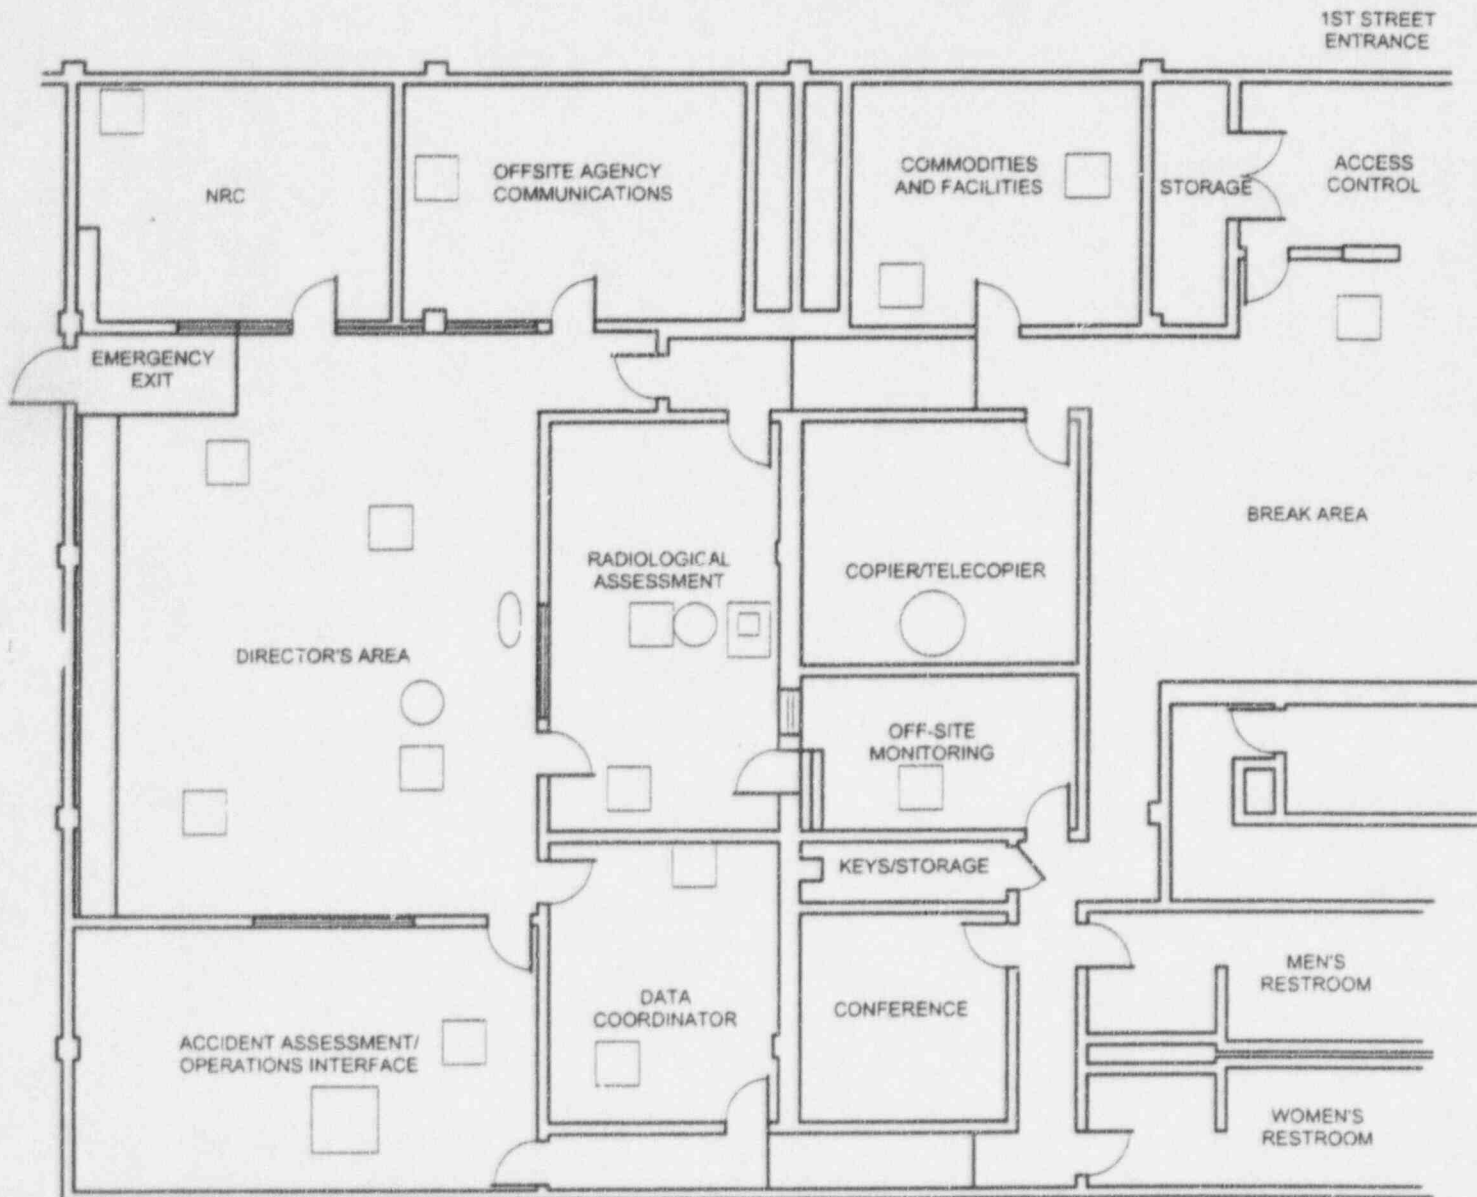 1ST STREET
ENTRANCE
NRC
OFFSITE AGENCY
COMMUNICATIONS
COMMODITIES
AND FACILITIES
STORAGE
ACCESS
CONTROL
EMERGENCY
EXIT
BREAK AREA
RADIOLOGICAL
ASSESSMENT
COPIER/TELECOPIER
DIRECTOR'S AREA
OFF-SITE
MONITORING
KEYS/STORAGE
MEN'S
RESTROOM
DATA
COORDINATOR
CONFERENCE
ACCIDENT ASSESSMENT/
OPERATIONS INTERFACE
WOMEN'S
RESTROOM